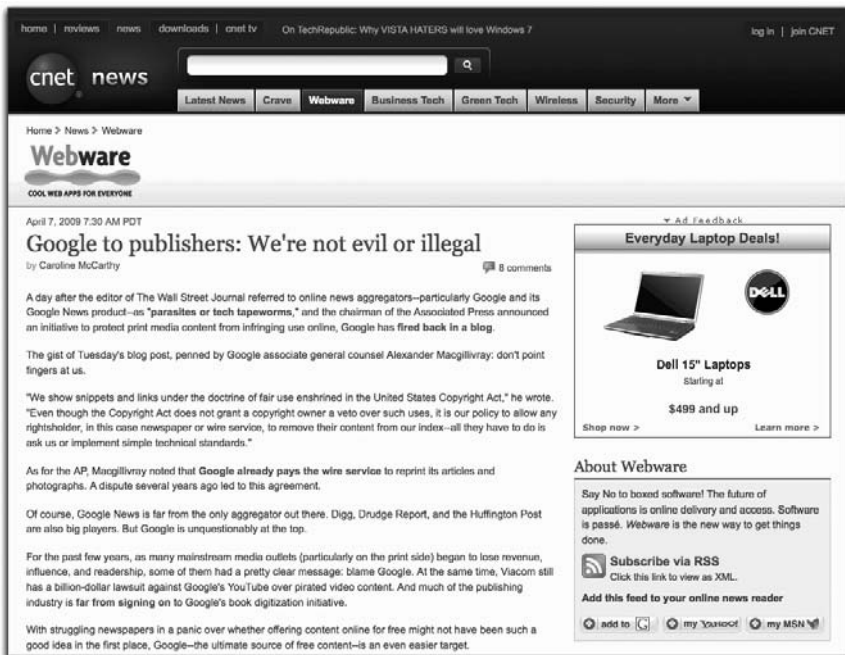 home | reviews news downloads | cnet tv On TechRepublic: Why VISTA HATERS will love Windows 7 log in | join CNET
cnet news
Latest News Crave Webware Business Tech Green Tech Wireless Security More
Home > News > Webware
Webware
COOL WEB APPS FOR EVERYONE
April 7, 2009 7:30 AM PDT
Google to publishers: We're not evil or illegal
by Caroline McCarthy
8 comments
A day after the editor of The Wall Street Journal referred to online news aggregators--particularly Google and its
Google News product--as "parasites or tech tapeworms," and the chairman of the Associated Press announced
an initiative to protect print media content from infringing use online, Google has fired back in a blog.
The gist of Tuesday's blog post, penned by Google associate general counsel Alexander Macgillivray: don't point
fingers at us.
"We show snippets and links under the doctrine of fair use enshrined in the United States Copyright Act," he wrote.
"Even though the Copyright Act does not grant a copyright owner a veto over such uses, it is our policy to allow any
rightsholder, in this case newspaper or wire service, to remove their content from our index--all they have to do is
ask us or implement simple technical standards."
As for the AP, Macgillivray noted that Google already pays the wire service to reprint its articles and
photographs. A dispute several years ago led to this agreement.
Of course, Google News is far from the only aggregator out there. Digg, Drudge Report, and the Huffington Post
are also big players. But Google is unquestionably at the top.
For the past few years, as many mainstream media outlets (particularly on the print side) began to lose revenue,
influence, and readership, some of them had a pretty clear message: blame Google. At the same time, Viacom still
has a billion-dollar lawsuit against Google's YouTube over pirated video content. And much of the publishing
industry is far from signing on to Google's book digitization initiative.
With struggling newspapers in a panic over whether offering content online for free might not have been such a
good idea in the first place, Google--the ultimate source of free content--is an even easier target.
Ad Feedback
Everyday Laptop Deals!
DELL
Dell 15" Laptops
Starting at
$499 and up
Shop now > Learn more >
About Webware
Say No to boxed software! The future of
applications is online delivery and access. Software
is passé. Webware is the new way to get things
done.
Subscribe via RSS
Click this link to view as XML.
Add this feed to your online news reader
add to G my YAHOO! my MSN